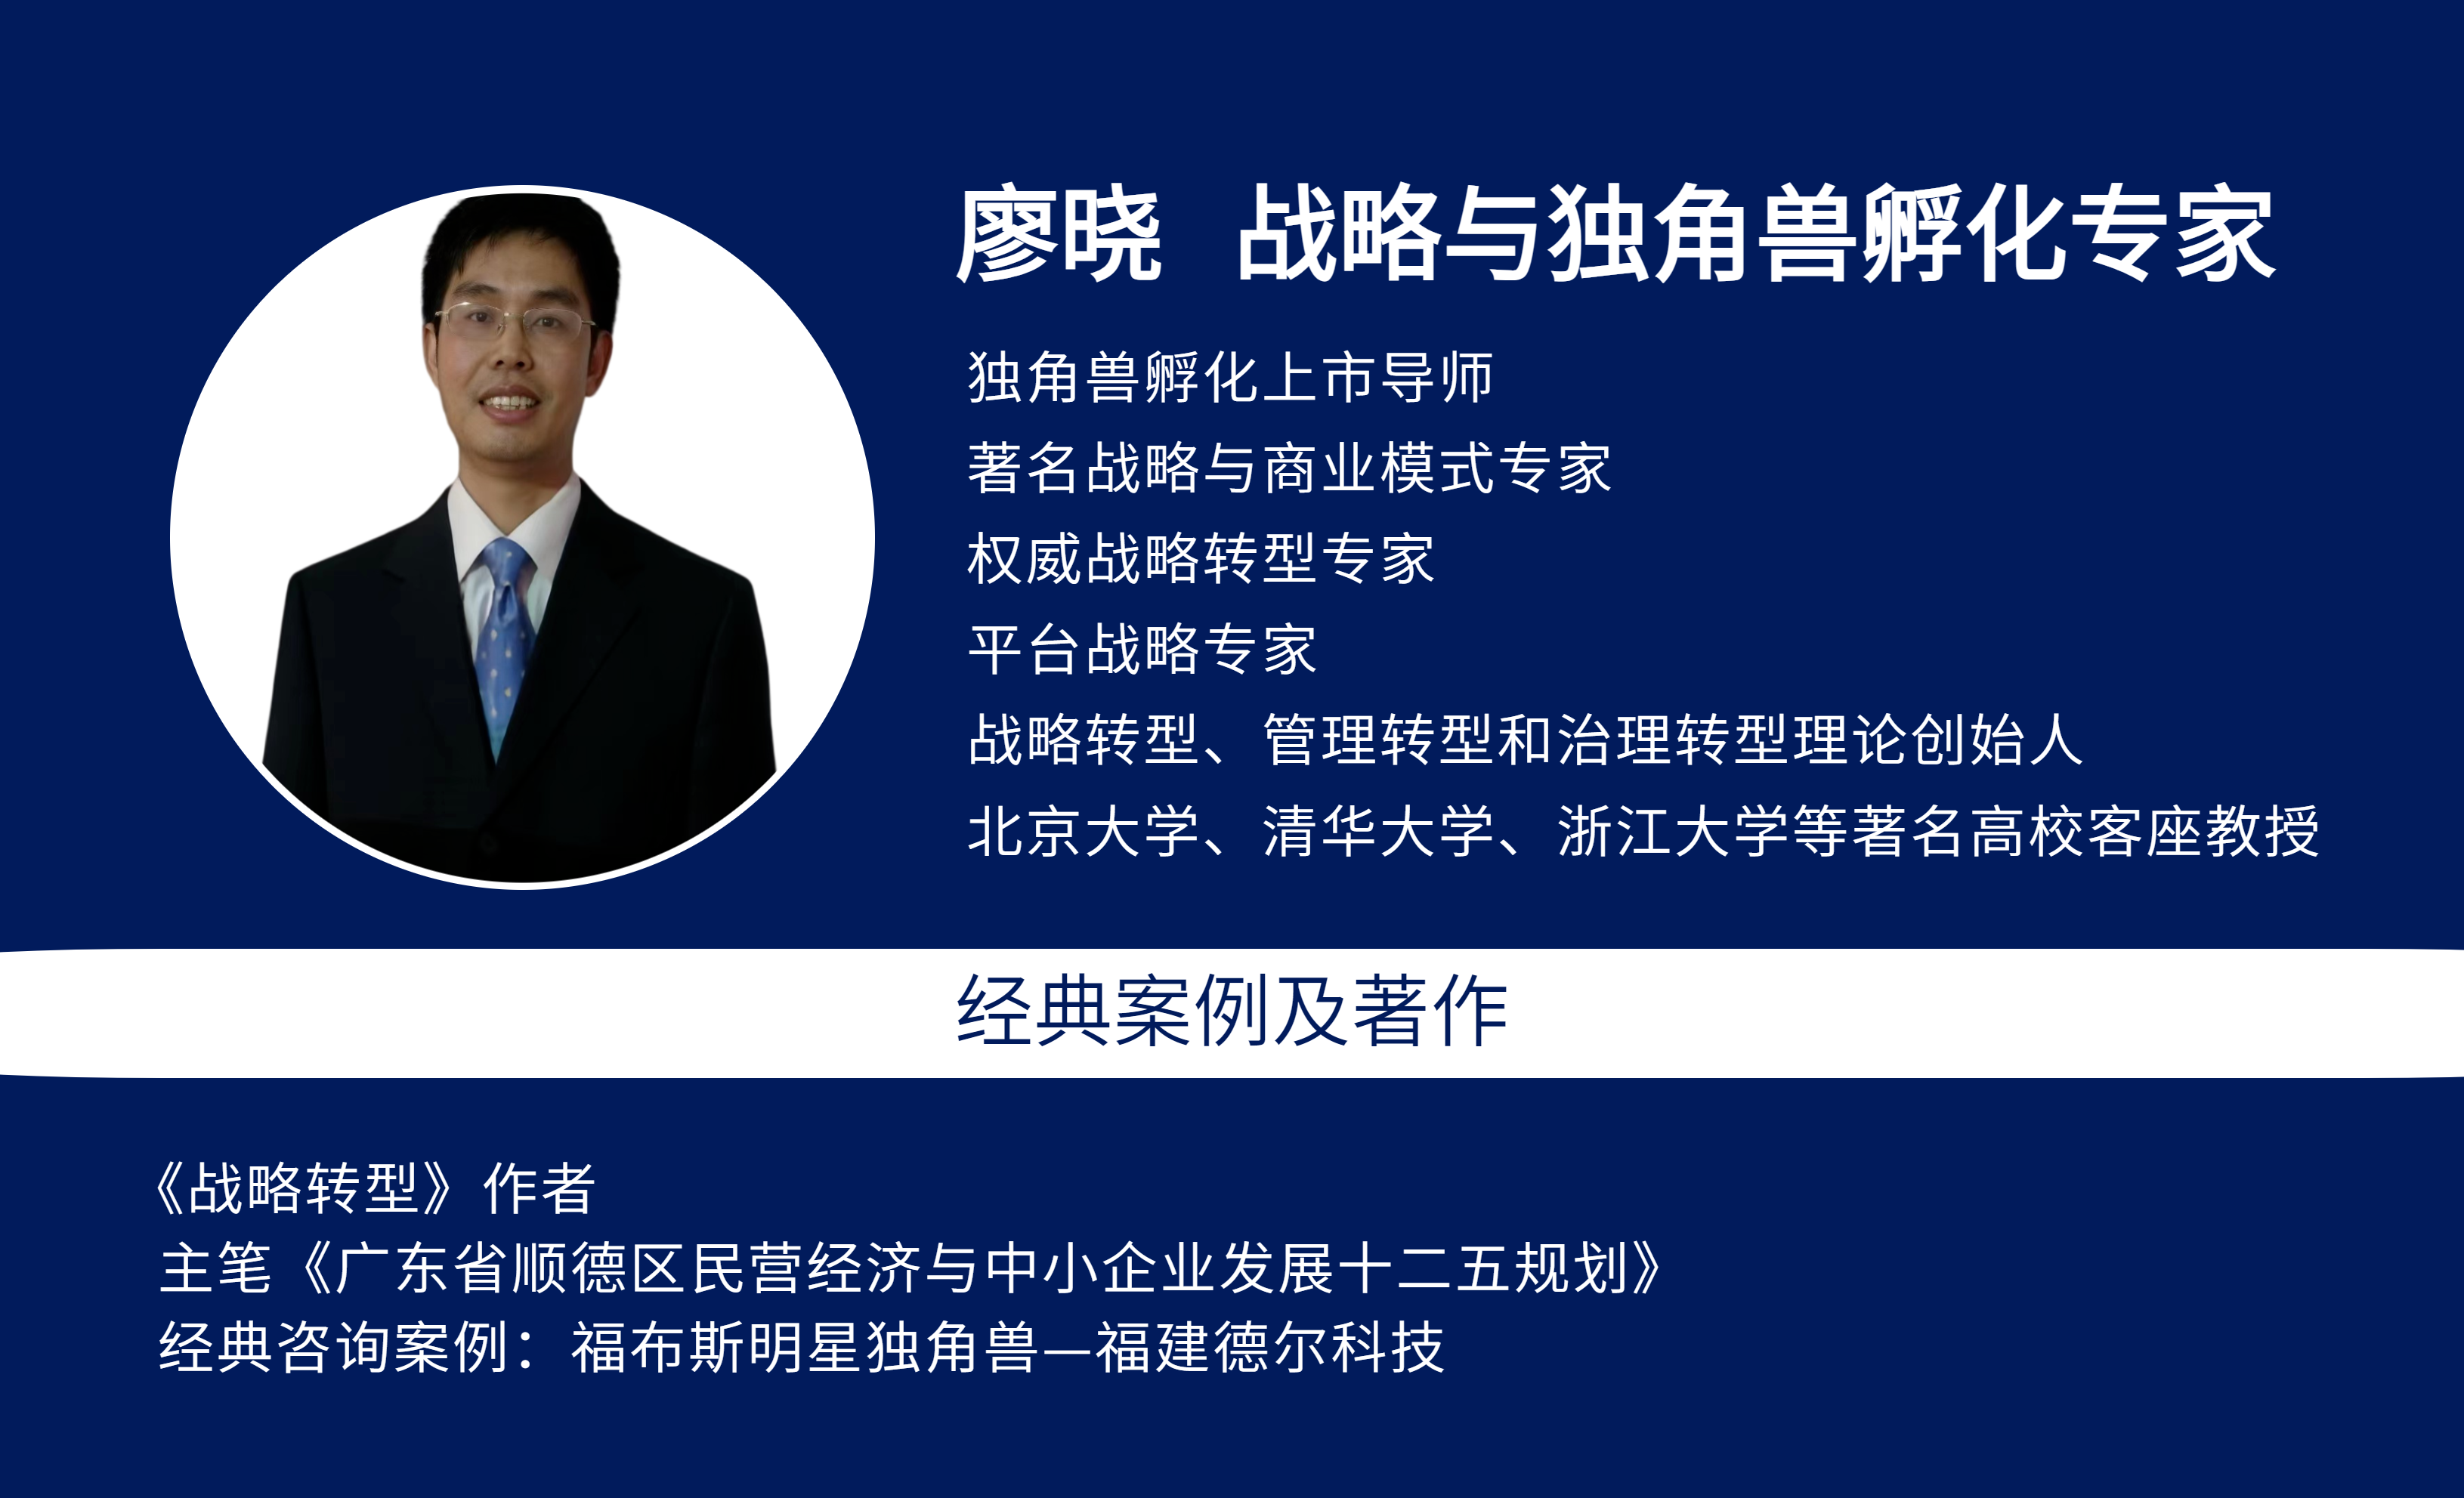 廖晓 战略与独角兽孵化专家
独角兽孵化上市导师
著名战略与商业模式专家
权威战略转型专家
平台战略专家
战略转型、管理转型和治理转型理论创始人
北京大学、清华大学、浙江大学等著名高校客座教授
经典案例及著作
《战略转型》作者
主笔《广东省顺德区民营经济与中小企业发展十二五规划》
经典咨询案例：福布斯明星独角兽—福建德尔科技